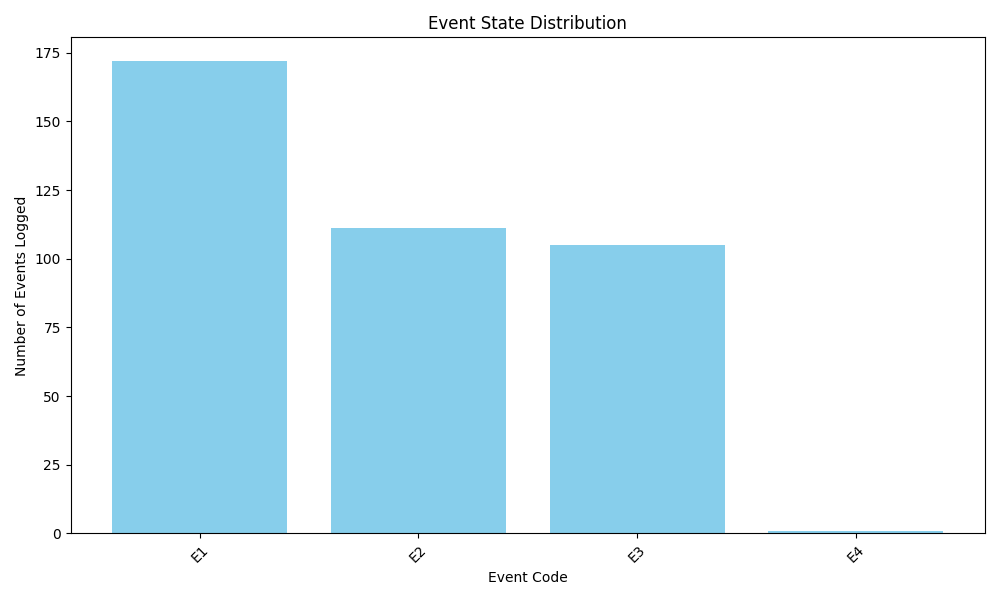 Event State Distribution
175
150
125
100
75
50
25
0
Number of Events Logged
E1
E2
E3
E4
Event Code